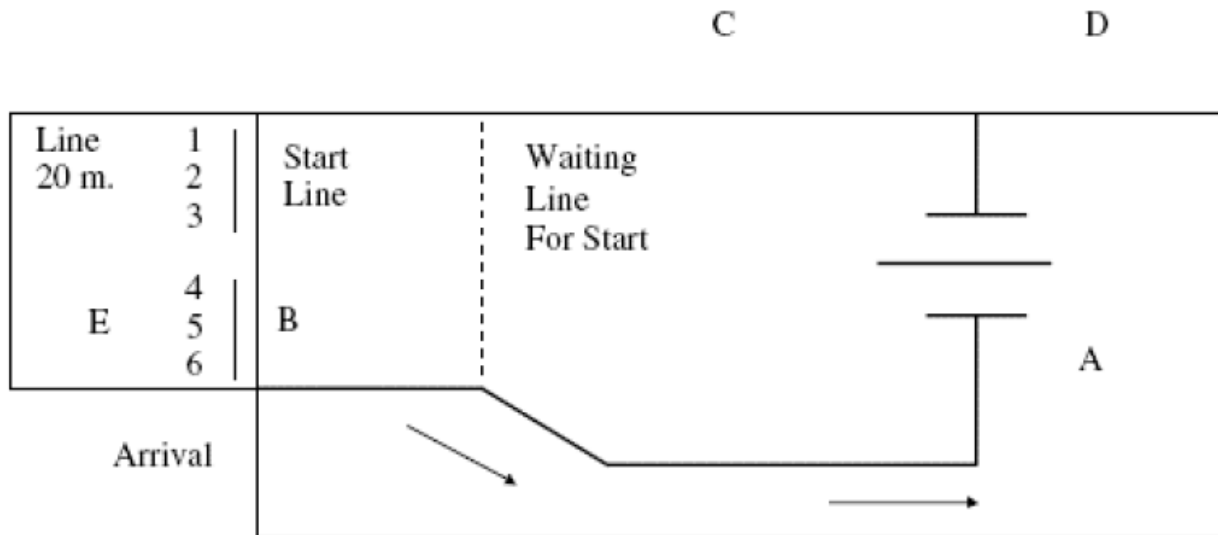 C
D
Line
20 m.
1
2
3
Start
Line
Waiting
Line
For Start
4
5
6
E
B
A
Arrival